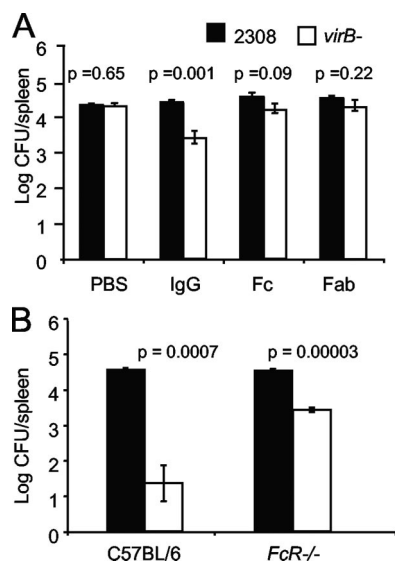 A
2308 virB-
p =0.65 p =0.001 p =0.09 p =0.22
Log CFU/spleen
6
5
4
3
2
1
0
PBS IgG Fc Fab
B
p = 0.0007 p = 0.00003
Log CFU/spleen
6
5
4
3
2
1
0
C57BL/6 FcR-/-